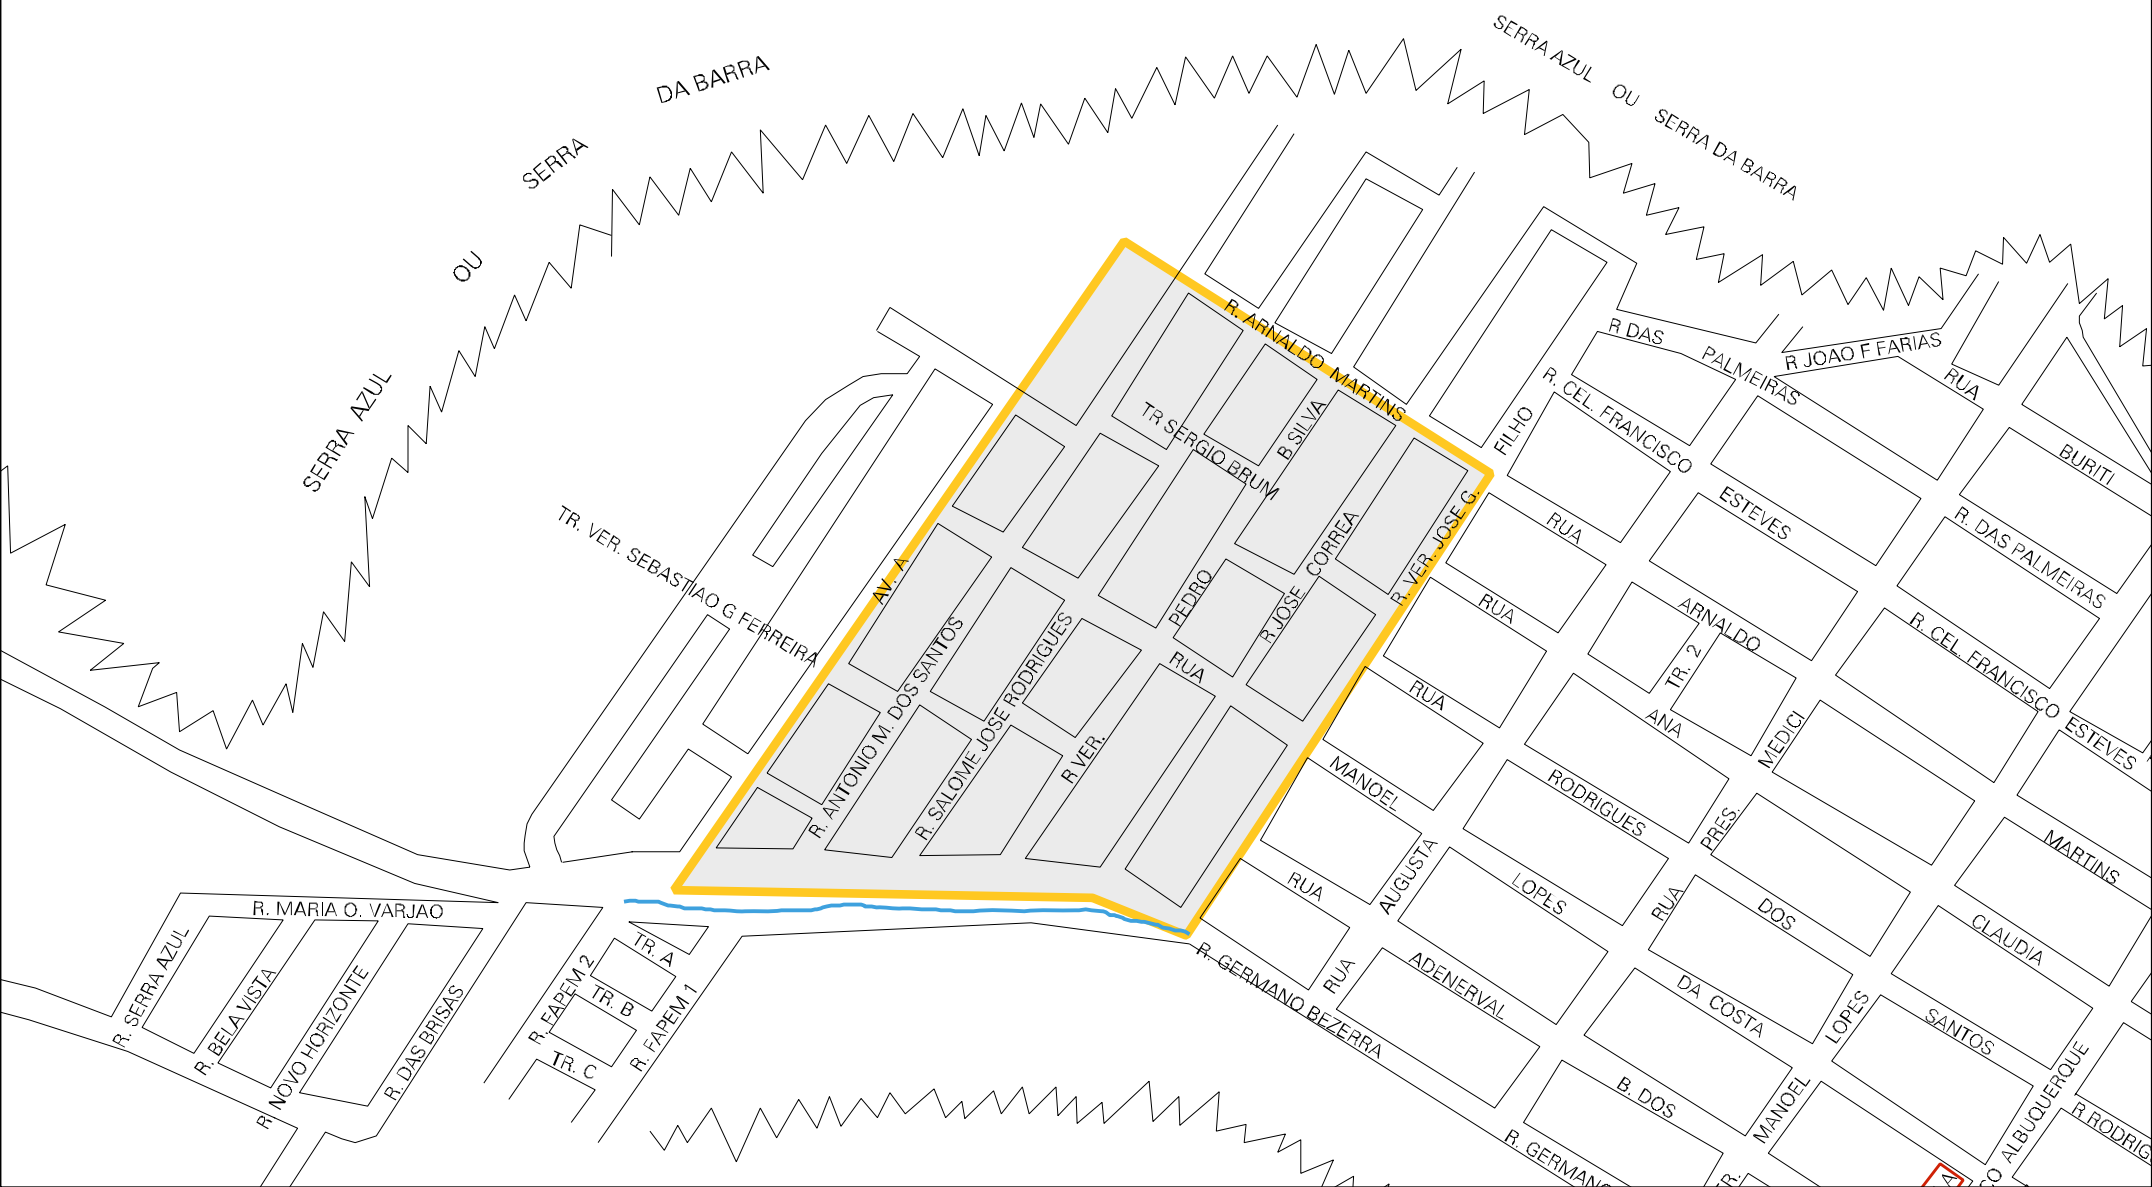 SERRA AZUL OU SERRA DA BARRA
SERRA AZUL OU SERRA DA BARRA
R. ARNALDO MARTINS
R DAS PALMEIRAS
R JOAO F FARIAS
RUA BURITI
R. CEL. FRANCISCO ESTEVES
FILHO
TR SERGIO BRUM
B SILVA
PEDRO
R VER.
R JOSE CORREA
R. VER. JOSE G.
AV. A
TR. VER. SEBASTIAO G FERREIRA
R. ANTONIO M. DOS SANTOS
R. SALOME JOSE RODRIGUES
RUA
RUA ARNALDO
TR. 2
RUA ANA
RUA RODRIGUES
MANOEL LOPES
RUA ADENERVAL
B. DOS
DA COSTA
DOS SANTOS
CLAUDIA
MARTINS
R. DAS PALMEIRAS
R. CEL. FRANCISCO ESTEVES
MEDICI
PRES.
RUA
AUGUSTA
RUA
LOPES
MANOEL
ALBUQUERQUE
R RODRIG
R. GERMANO BEZERRA
R. GERMANO
R. MARIA O. VARJAO
R. SERRA AZUL
R. BELA VISTA
R NOVO HORIZONTE
R. DAS BRISAS
R. FAPEM 2
R. FAPEM 1
TR. A
TR. B
TR. C
R.
CO
A